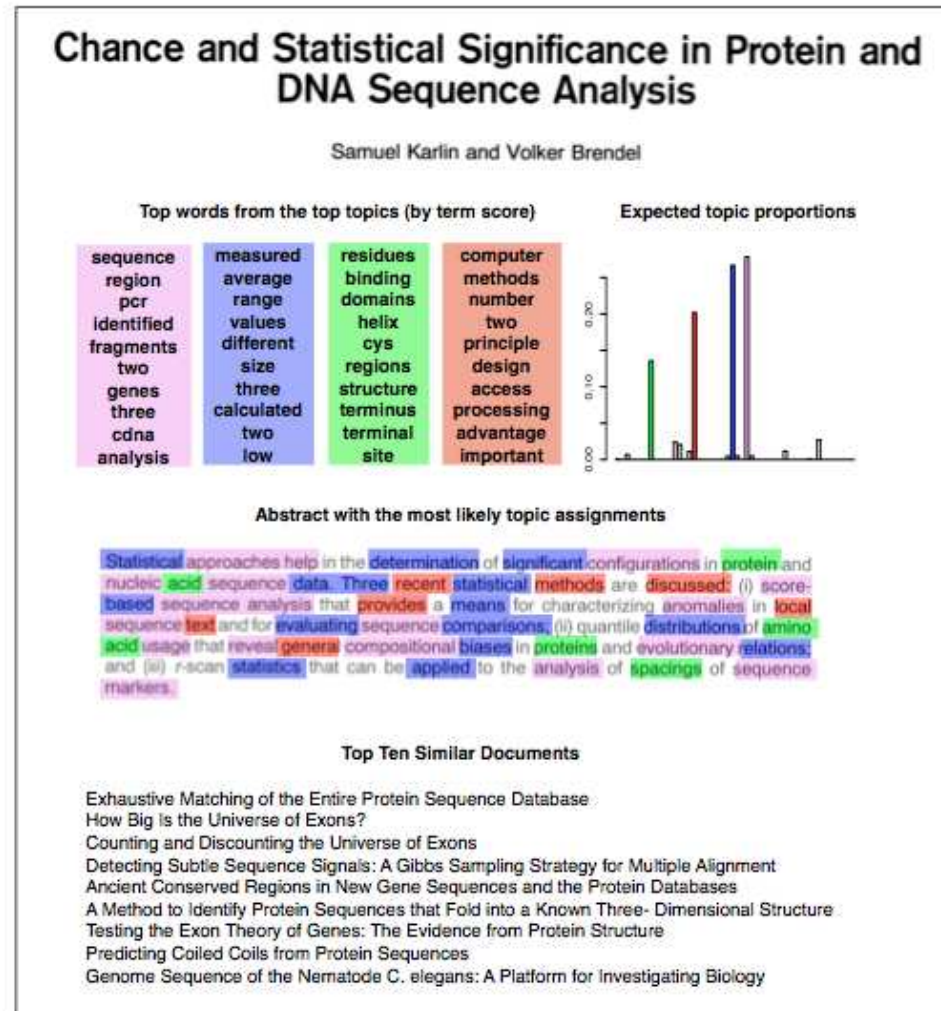 Chance and Statistical Significance in Protein and
DNA Sequence Analysis
Samuel Karlin and Volker Brendel
Top words from the top topics (by term score)
sequence
region
pcr
identified
fragments
two
genes
three
cdna
analysis
measured
average
range
values
different
size
three
calculated
two
low
residues
binding
domains
helix
cys
regions
structure
terminus
terminal
site
computer
methods
number
two
principle
design
access
processing
advantage
important
Expected topic proportions
0.20
0.10
0.00
Abstract with the most likely topic assignments
Statistical approaches help in the determination of significant configurations in protein and
nucleic acid sequence data. Three recent statistical methods are discussed: (i) score-
based sequence analysis that provides a means for characterizing anomalies in local
sequence text and for evaluating sequence comparisons; (ii) quantile distributions of amino
acid usage that reveal general compositional biases in proteins and evolutionary relations;
and (iii) r-scan statistics that can be applied to the analysis of spacings of sequence
markers.
Top Ten Similar Documents
Exhaustive Matching of the Entire Protein Sequence Database
How Big Is the Universe of Exons?
Counting and Discounting the Universe of Exons
Detecting Subtle Sequence Signals: A Gibbs Sampling Strategy for Multiple Alignment
Ancient Conserved Regions in New Gene Sequences and the Protein Databases
A Method to Identify Protein Sequences that Fold into a Known Three- Dimensional Structure
Testing the Exon Theory of Genes: The Evidence from Protein Structure
Predicting Coiled Coils from Protein Sequences
Genome Sequence of the Nematode C. elegans: A Platform for Investigating Biology